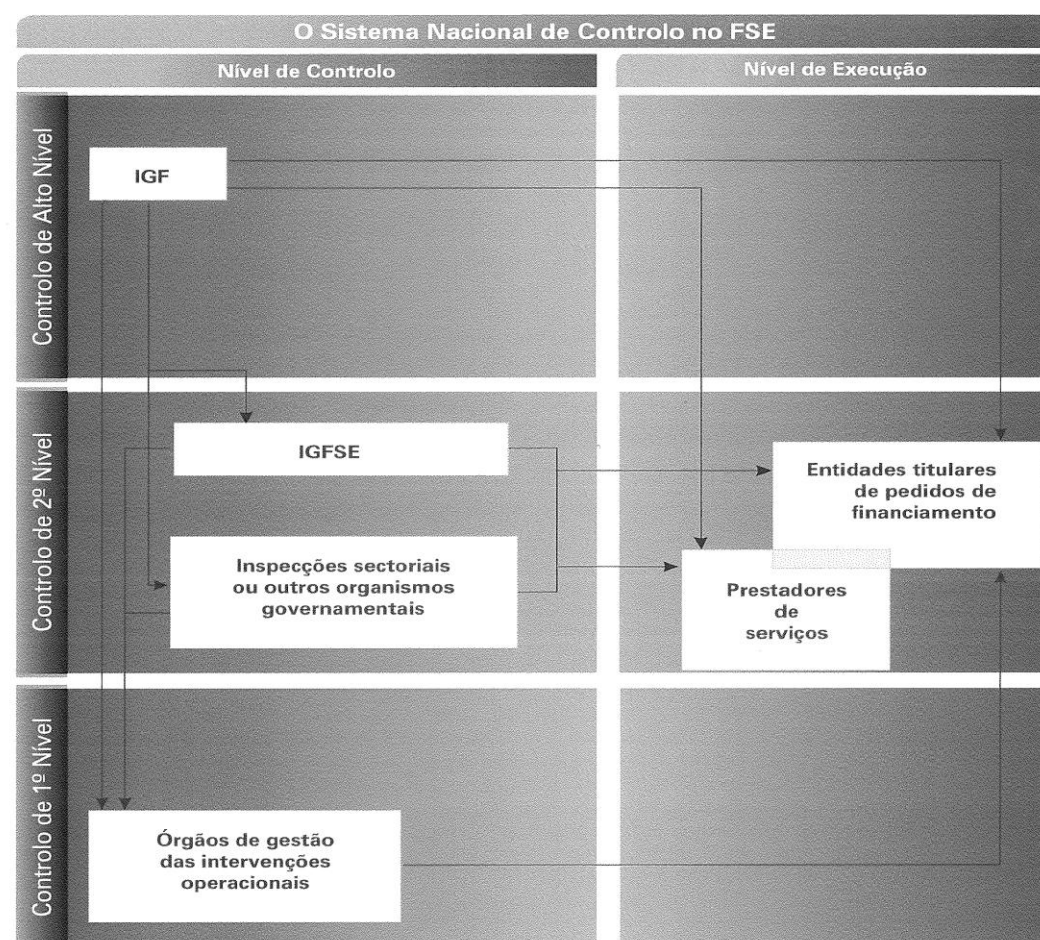 O Sistema Nacional de Controlo no FSE
Nível de Controlo
Nível de Execução
Controlo de Alto Nível
IGF
Controlo de 2º Nível
IGFSE
Inspecções sectoriais
ou outros organismos
governamentais
Entidades titulares
de pedidos de
financiamento
Prestadores
de
serviços
Controlo de 1º Nível
Órgãos de gestão
das intervenções
operacionais